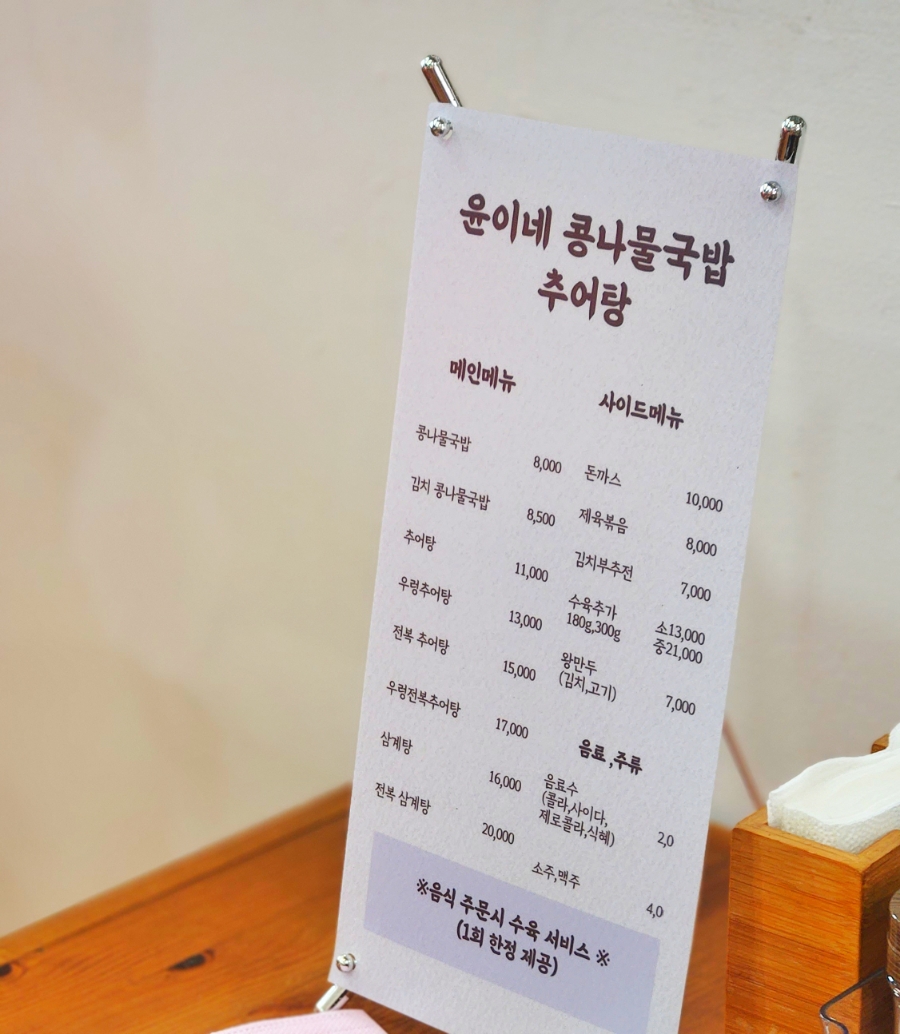 윤이네 콩나물국밥
추어탕
메인메뉴
콩나물국밥
8,000
김치 콩나물국밥
8,500
추어탕
11,000
우렁추어탕
13,000
전복 추어탕
15,000
우렁전복추어탕
17,000
삼계탕
16,000
전복 삼계탕
20,000
사이드메뉴
돈까스
10,000
제육볶음
8,000
김치부추전
7,000
수육추가
180g,300g
소13,000
중21,000
왕만두
(김치,고기)
7,000
음료 ,주류
음료수
(콜라,사이다,
제로콜라,식혜)
2,0
소주,맥주
4,0
※음식 주문시 수육 서비스 ※
(1회 한정 제공)